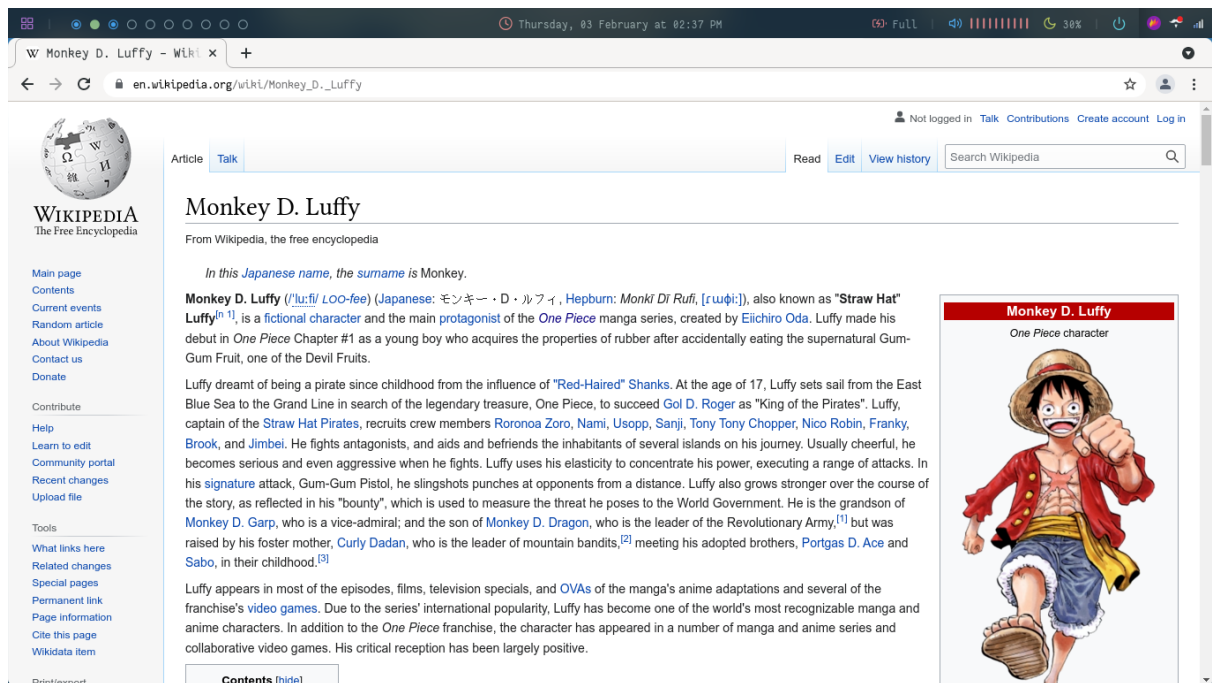 Thursday, 03 February at 02:37 PM
Full
30%
W Monkey D. Luffy – Wiki
en.wikipedia.org/wiki/Monkey_D._Luffy
Not logged in Talk Contributions Create account Log in
Article Talk
Read Edit View history Search Wikipedia
WIKIPEDIA
The Free Encyclopedia
Main page
Contents
Current events
Random article
About Wikipedia
Contact us
Donate
Contribute
Help
Learn to edit
Community portal
Recent changes
Upload file
Tools
What links here
Related changes
Special pages
Permanent link
Page information
Cite this page
Wikidata item
Print/export
Monkey D. Luffy
From Wikipedia, the free encyclopedia
In this Japanese name, the surname is Monkey.
Monkey D. Luffy (/ˈluːfi/ LOO-fee) (Japanese: モンキー・D・ルフィ, Hepburn: Monkī Dī Rufi, [ɾɯɸiː]), also known as "Straw Hat"
Luffy[n 1], is a fictional character and the main protagonist of the One Piece manga series, created by Eiichiro Oda. Luffy made his
debut in One Piece Chapter #1 as a young boy who acquires the properties of rubber after accidentally eating the supernatural Gum-
Gum Fruit, one of the Devil Fruits.
Luffy dreamt of being a pirate since childhood from the influence of "Red-Haired" Shanks. At the age of 17, Luffy sets sail from the East
Blue Sea to the Grand Line in search of the legendary treasure, One Piece, to succeed Gol D. Roger as "King of the Pirates". Luffy,
captain of the Straw Hat Pirates, recruits crew members Roronoa Zoro, Nami, Usopp, Sanji, Tony Tony Chopper, Nico Robin, Franky,
Brook, and Jimbei. He fights antagonists, and aids and befriends the inhabitants of several islands on his journey. Usually cheerful, he
becomes serious and even aggressive when he fights. Luffy uses his elasticity to concentrate his power, executing a range of attacks. In
his signature attack, Gum-Gum Pistol, he slingshots punches at opponents from a distance. Luffy also grows stronger over the course of
the story, as reflected in his "bounty", which is used to measure the threat he poses to the World Government. He is the grandson of
Monkey D. Garp, who is a vice-admiral; and the son of Monkey D. Dragon, who is the leader of the Revolutionary Army,[1] but was
raised by his foster mother, Curly Dadan, who is the leader of mountain bandits,[2] meeting his adopted brothers, Portgas D. Ace and
Sabo, in their childhood.[3]
Luffy appears in most of the episodes, films, television specials, and OVAs of the manga's anime adaptations and several of the
franchise's video games. Due to the series' international popularity, Luffy has become one of the world's most recognizable manga and
anime characters. In addition to the One Piece franchise, the character has appeared in a number of manga and anime series and
collaborative video games. His critical reception has been largely positive.
Contents [hide]
Monkey D. Luffy
One Piece character